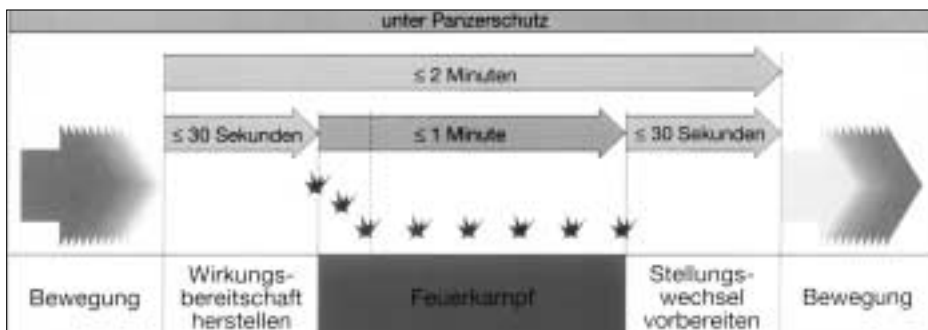 unter Panzerschutz
≤ 2 Minuten
≤ 30 Sekunden
≤ 1 Minute
≤ 30 Sekunden
Bewegung
Wirkungs-
bereitschaft
herstellen
Feuerkampf
Stellungs-
wechsel
vorbereiten
Bewegung